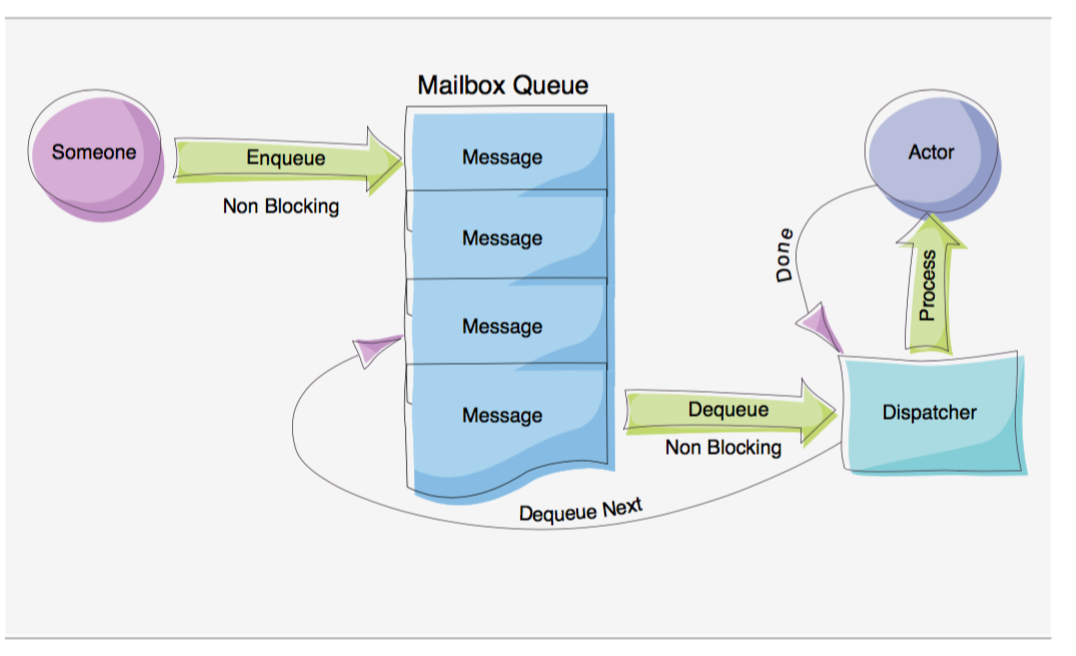 Mailbox Queue
Someone
Enqueue
Non Blocking
Message
Message
Message
Message
Actor
Done
Process
Dequeue
Non Blocking
Dispatcher
Dequeue Next